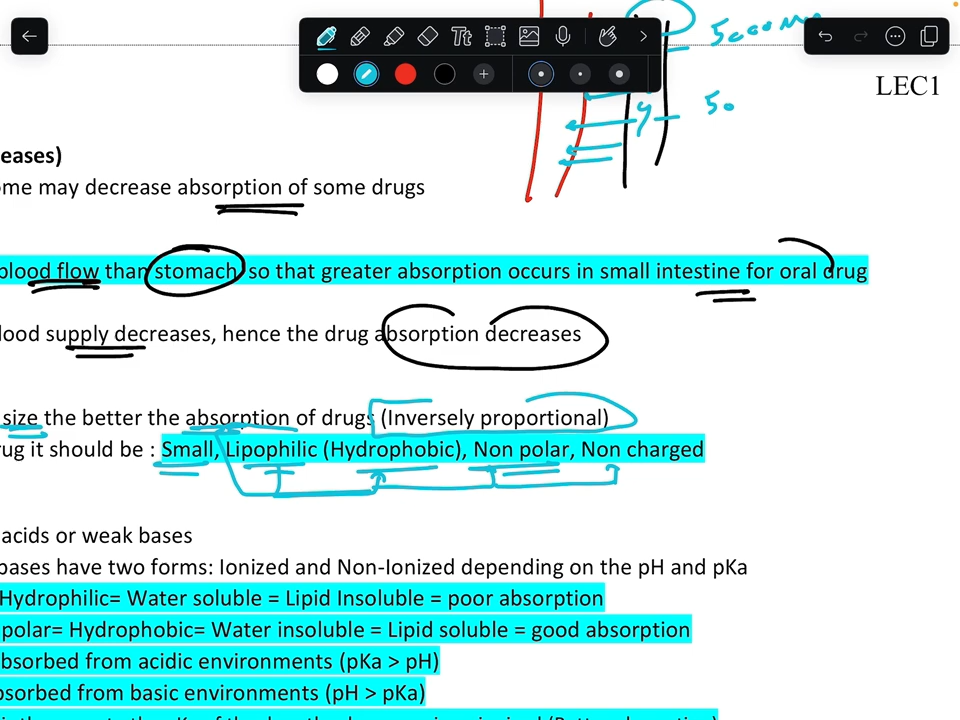 Tt
5000
LEC1
50
eases)
ome may decrease absorption of some drugs
blood flow than stomach, so that greater absorption occurs in small intestine for oral drug
lood supply decreases, hence the drug absorption decreases
size the better the absorption of drugs (Inversely proportional)
rug it should be : Small, Lipophilic (Hydrophobic), Non polar, Non charged
acids or weak bases
bases have two forms: Ionized and Non-Ionized depending on the pH and pKa
Hydrophilic= Water soluble = Lipid Insoluble = poor absorption
polar= Hydrophobic= Water insoluble = Lipid soluble = good absorption
bsorbed from acidic environments (pKa > pH)
bsorbed from basic environments (pH > pKa)